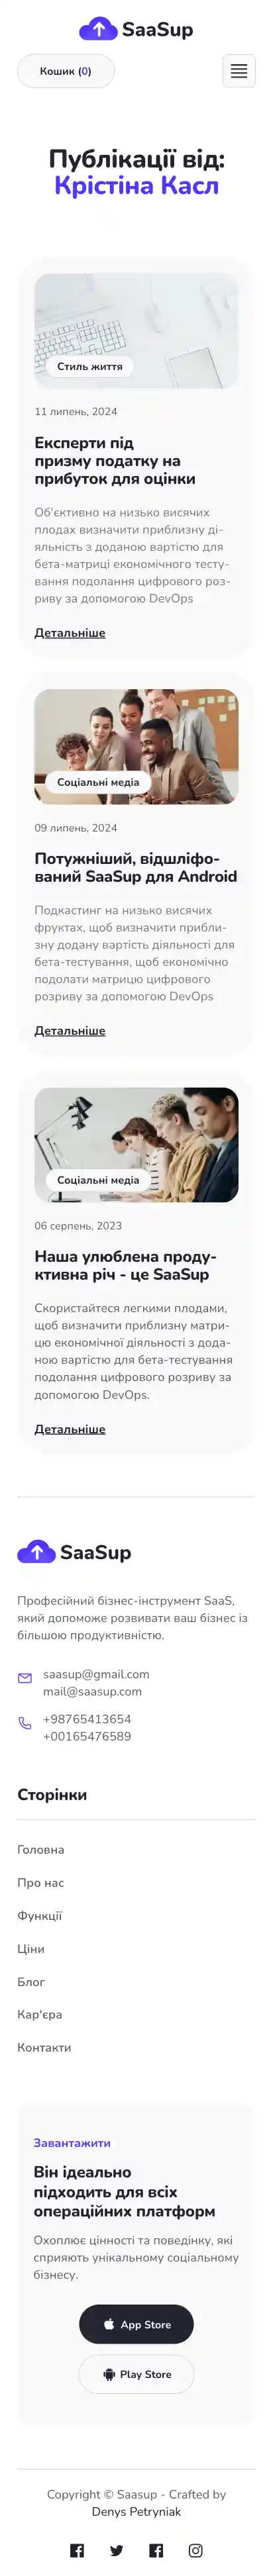 SaaSup
Кошик (0)
Публікації від:
Крістіна Касл
Стиль життя
11 липень, 2024
Експерти під
призму податку на
прибуток для оцінки
Об'єктивно на низько висячих
плодах визначити приблизну ді-
яльність з доданою вартістю для
бета-матриці економічного тесту-
вання подолання цифрового роз-
риву за допомогою DevOps
Детальніше
Соціальні медіа
09 липень, 2024
Потужніший, відшліфо-
ваний SaaSup для Android
Подкастинг на низько висячих
фруктах, щоб визначити прибли-
зну додану вартість діяльності для
бета-тестування, щоб економічно
подолати матрицю цифрового
розриву за допомогою DevOps
Детальніше
Соціальні медіа
06 серпень, 2023
Наша улюблена проду-
ктивна річ - це SaaSup
Скористайтеся легкими плодами,
щоб визначити приблизну матри-
цю економічної діяльності з дода-
ною вартістю для бета-тестування
подолання цифрового розриву за
допомогою DevOps.
Детальніше
SaaSup
Професійний бізнес-інструмент SaaS,
який допоможе розвивати ваш бізнес із
більшою продуктивністю.
saasup@gmail.com
mail@saasup.com
+98765413654
+00165476589
Сторінки
Головна
Про нас
Функції
Ціни
Блог
Кар'єра
Контакти
Завантажити
Він ідеально
підходить для всіх
операційних платформ
Охоплює цінності та поведінку, які
сприяють унікальному соціальному
бізнесу.
App Store
Play Store
Copyright © Saasup - Crafted by
Denys Petryniak